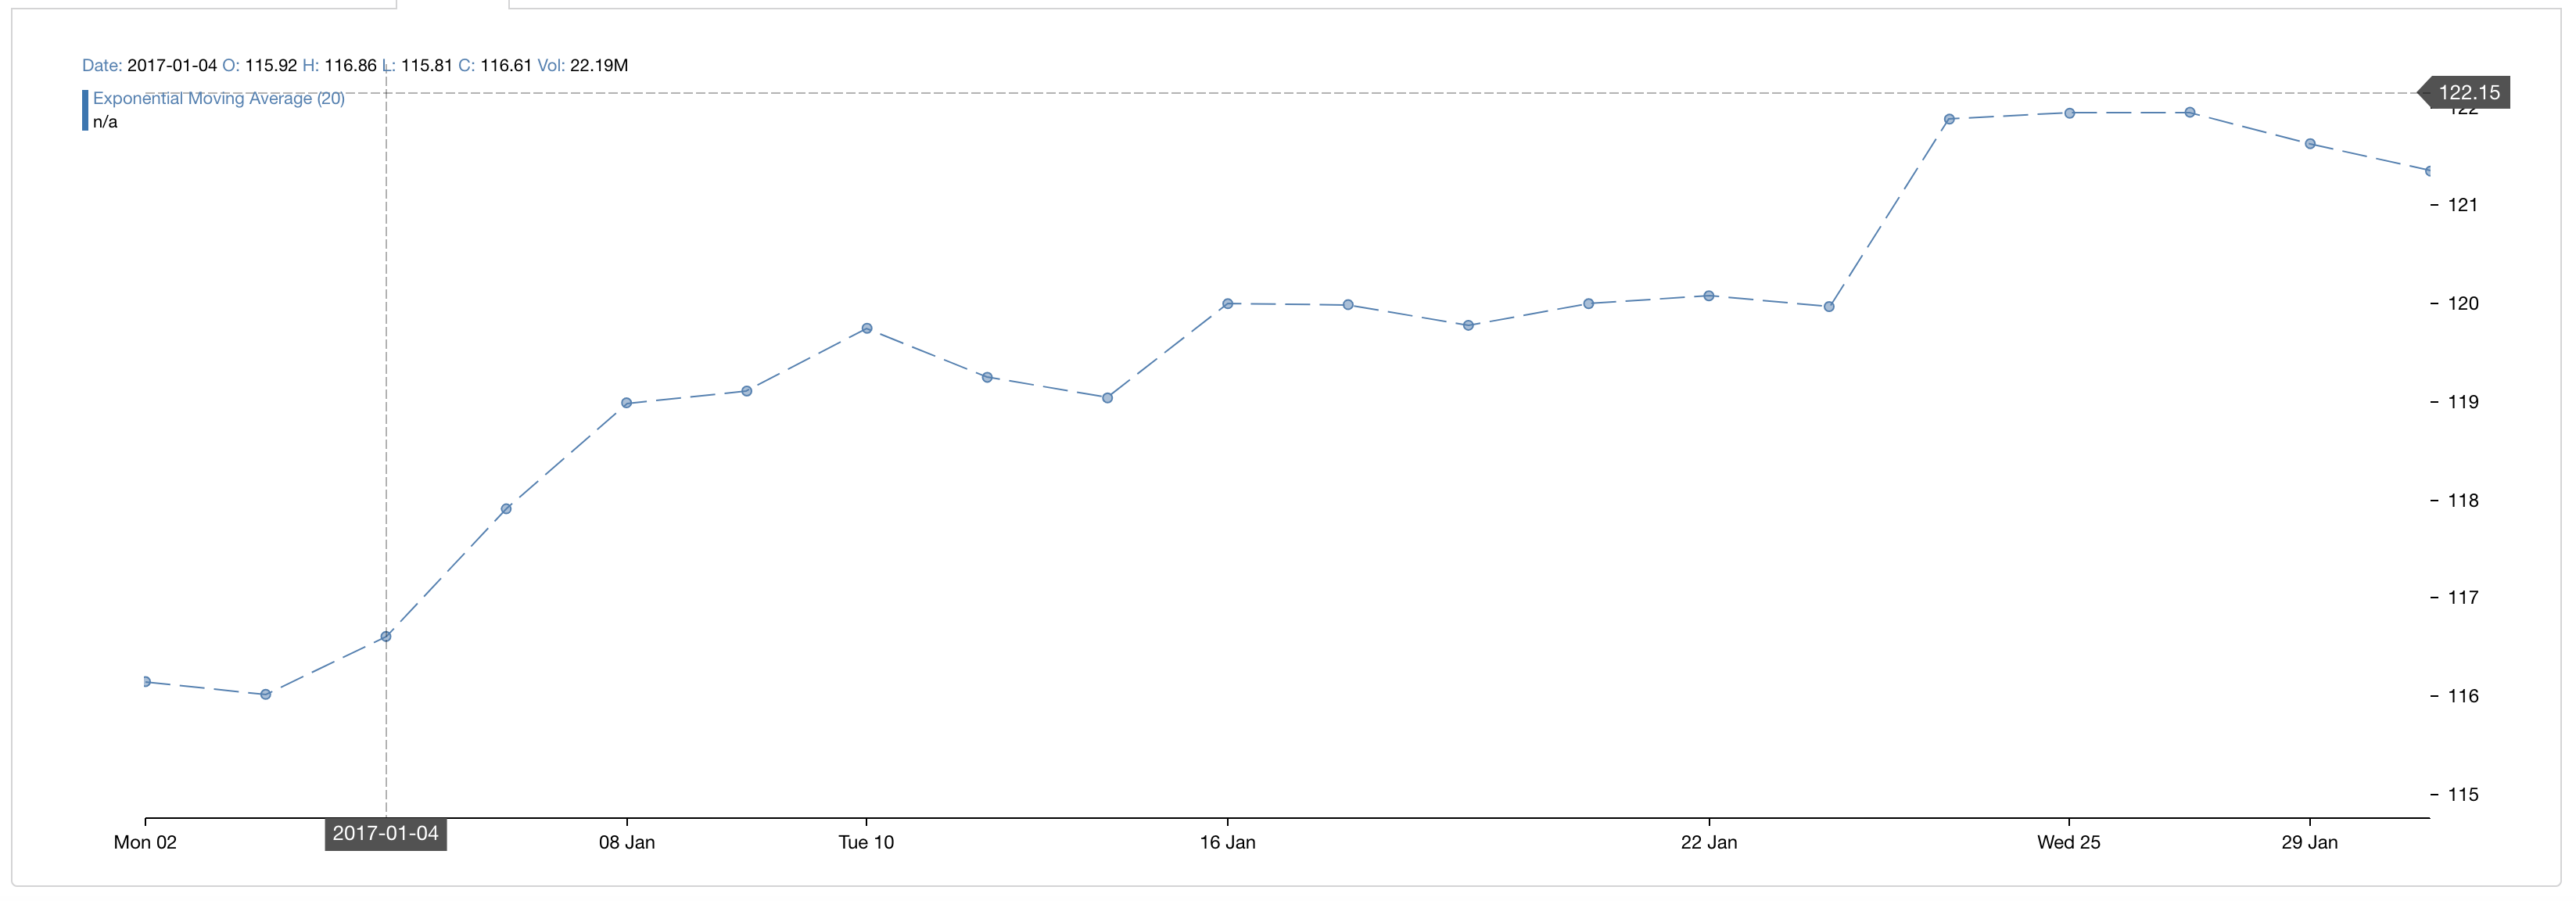 Date: 2017-01-04 O: 115.92 H: 116.86 L: 115.81 C: 116.61 Vol: 22.19M
Exponential Moving Average (20)
n/a
122.15
122
121
120
119
118
117
116
115
Mon 02 2017-01-04 08 Jan Tue 10 16 Jan 22 Jan Wed 25 29 Jan